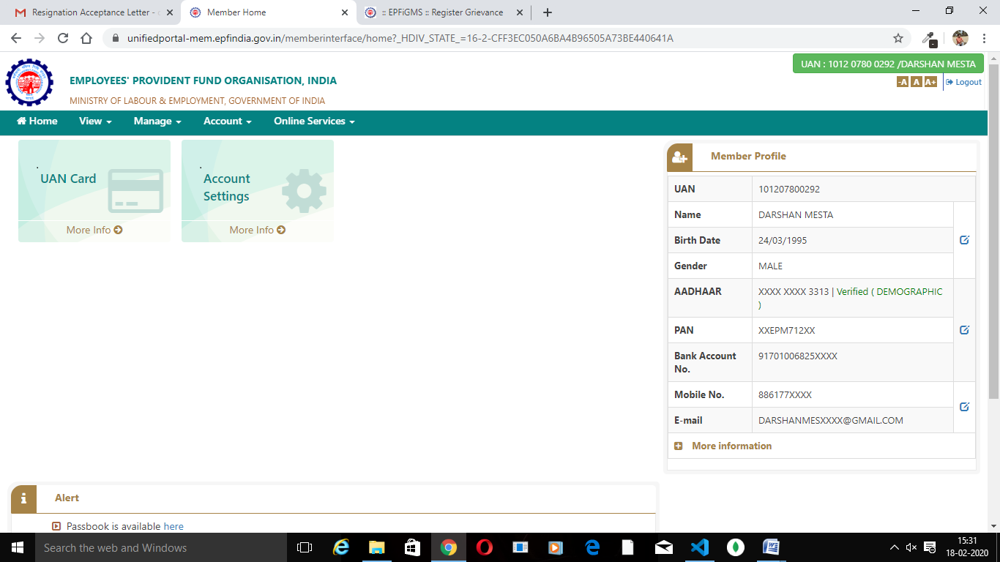 Resignation Acceptance Letter -
Member Home
:: EPFiGMS :: Register Grievance
unifiedportal-mem.epfindia.gov.in/memberinterface/home?_HDIV_STATE_=16-2-CFF3EC050A6BA4B96505A73BE440641A
UAN : 1012 0780 0292 /DARSHAN MESTA
EMPLOYEES' PROVIDENT FUND ORGANISATION, INDIA
MINISTRY OF LABOUR & EMPLOYMENT, GOVERNMENT OF INDIA
-A A A+ Logout
Home View Manage Account Online Services
UAN Card
More Info
Account
Settings
More Info
Member Profile
UAN 101207800292
Name DARSHAN MESTA
Birth Date 24/03/1995
Gender MALE
AADHAAR XXXX XXXX 3313 | Verified ( DEMOGRAPHIC
)
PAN XXEPM712XX
Bank Account
No. 91701006825XXXX
Mobile No. 886177XXXX
E-mail DARSHANMESXXXX@GMAIL.COM
More information
Alert
Passbook is available here
Search the web and Windows
15:31
18-02-2020